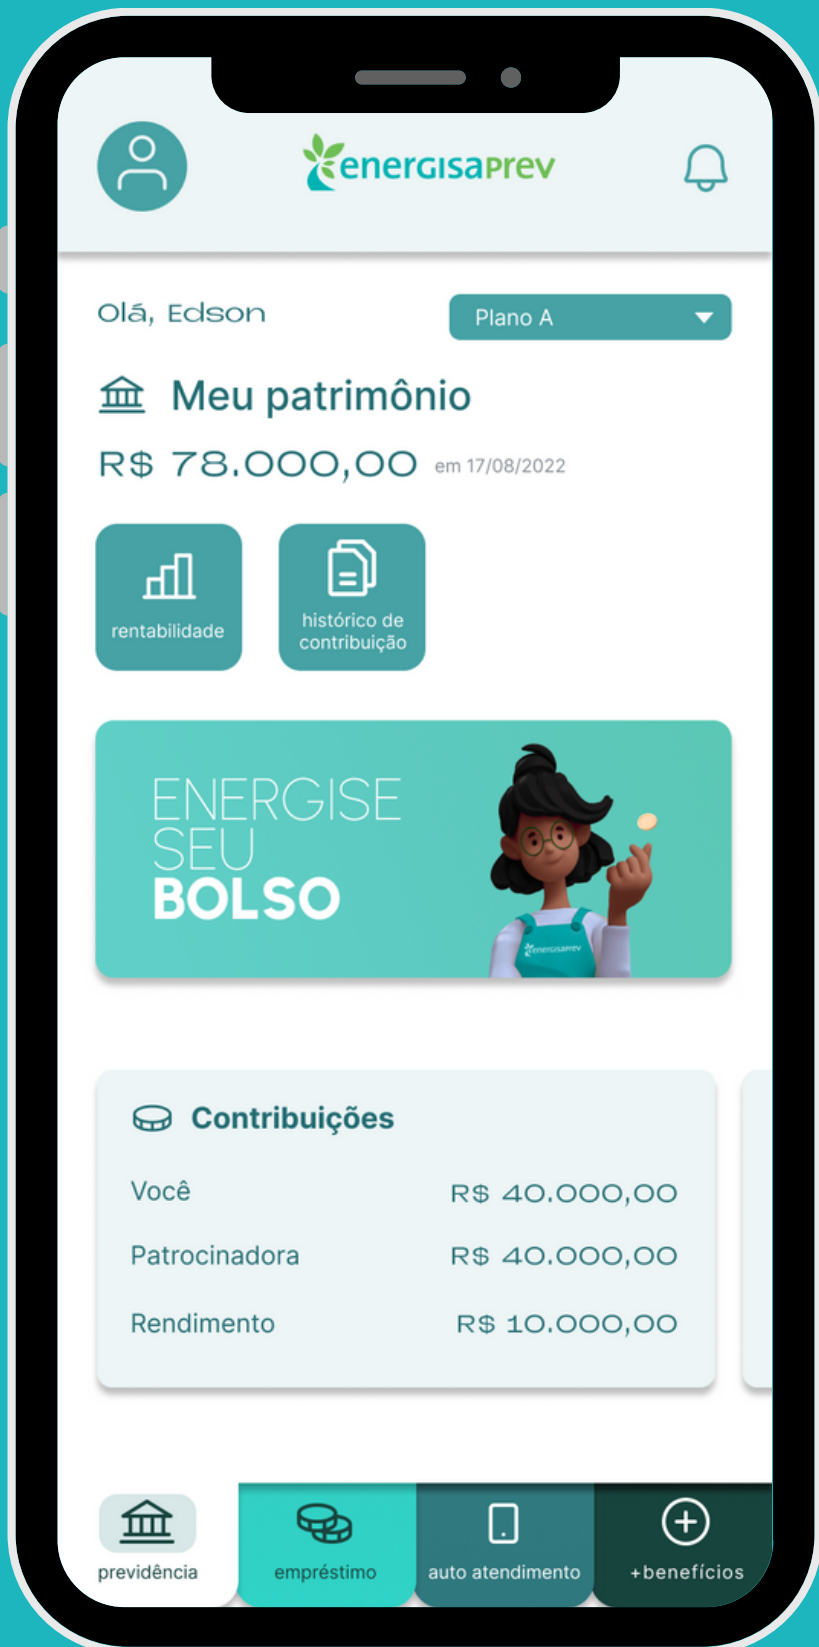 energisaprev
Olá, Edson
Plano A
Meu patrimônio
R$ 78.000,00 em 17/08/2022
rentabilidade
histórico de
contribuição
ENERGISE
SEU
BOLSO
energisaprev
Contribuições
Você R$ 40.000,00
Patrocinadora R$ 40.000,00
Rendimento R$ 10.000,00
previdência
empréstimo
auto atendimento
+benefícios